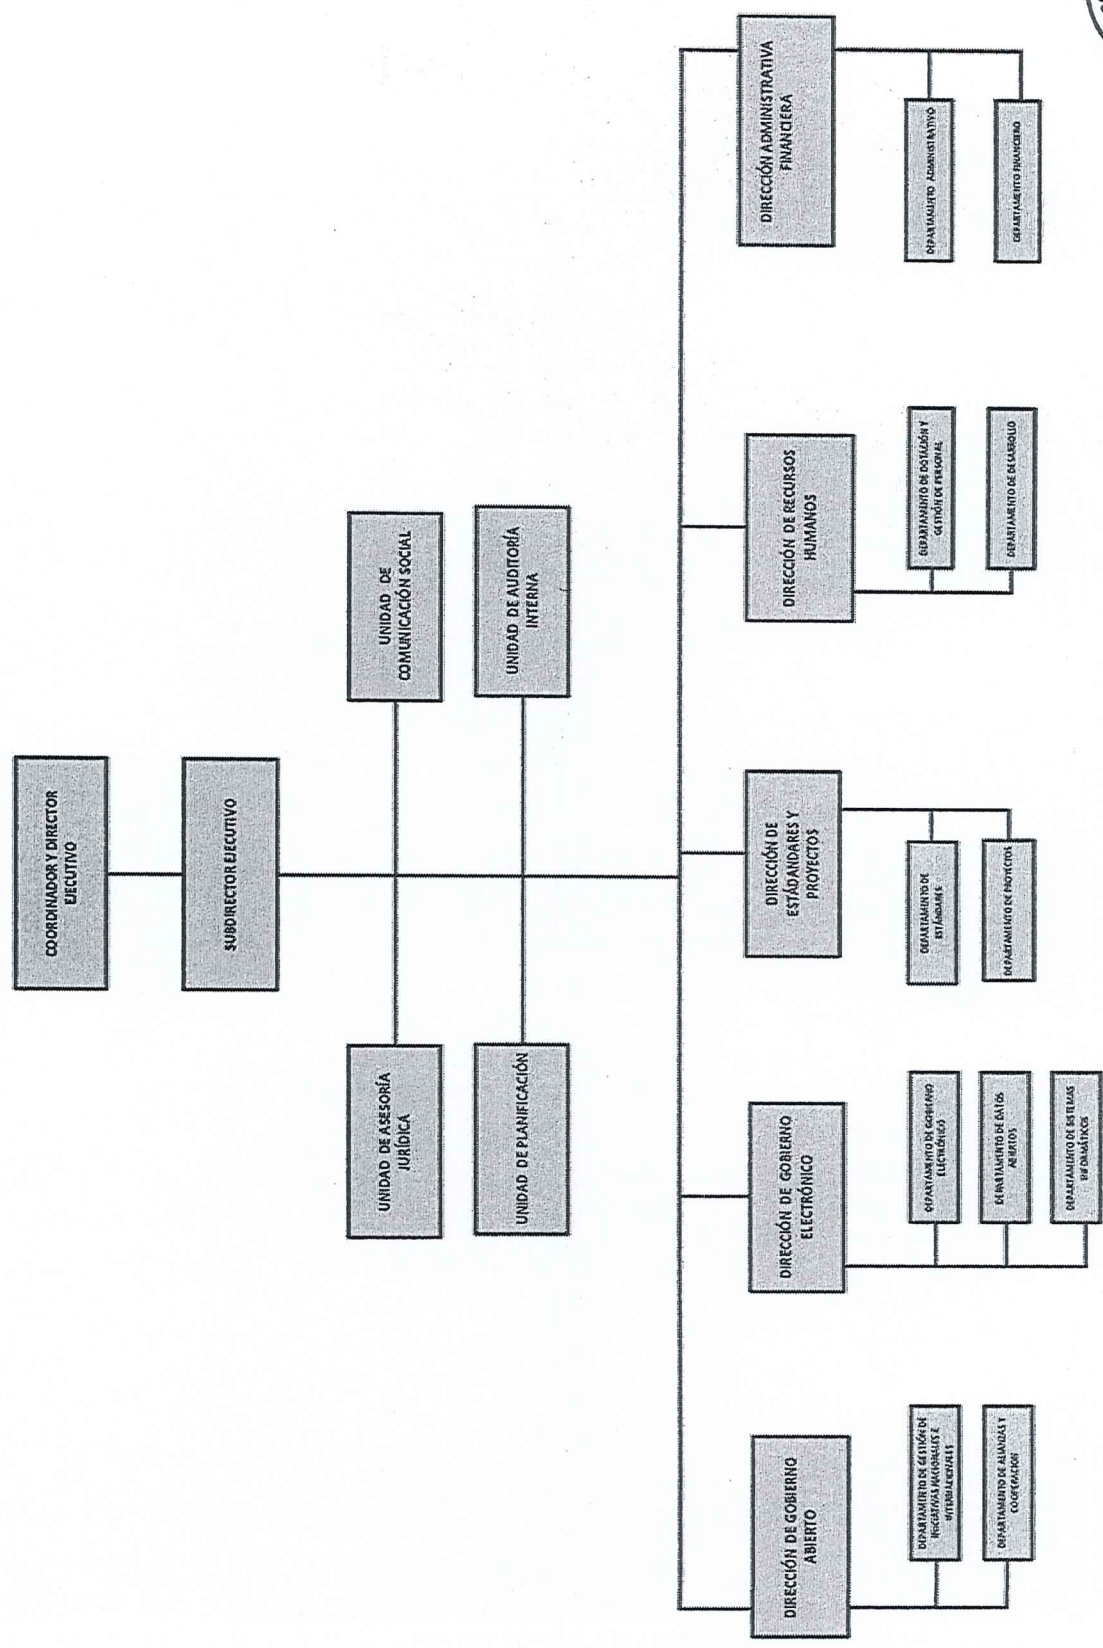 COORDINADOR Y DIRECTOR
EJECUTIVO
SUBDIRECTOR EJECUTIVO
UNIDAD DE ASESORÍA
JURÍDICA
UNIDAD DE
COMUNICACIÓN SOCIAL
UNIDAD DE PLANIFICACIÓN
UNIDAD DE AUDITORÍA
INTERNA
DIRECCIÓN DE GOBIERNO
ABIERTO
DEPARTAMENTO DE GESTIÓN DE
INICIATIVAS NACIONALES E
INTERNACIONALES
DEPARTAMENTO DE ALIANZAS Y
COOPERACION
DIRECCIÓN DE GOBIERNO
ELECTRÓNICO
DEPARTAMENTO DE GOBIERNO
ELECTRÓNICO
DEPARTAMENTO DE DATOS
ABIERTOS
DEPARTAMENTO DE SISTEMAS
INFORMÁTICOS
DIRECCIÓN DE
ESTÁDANDARES Y
PROYECTOS
DEPARTAMENTO DE
ESTÁNDARES
DEPARTAMENTO DE PROYECTOS
DIRECCIÓN DE RECURSOS
HUMANOS
DEPARTAMENTO DE DOTACIÓN Y
GESTIÓN DE PERSONAL
DEPARTAMENTO DE DESARROLLO
DIRECCIÓN ADMINISTRATIVA
FINANCIERA
DEPARTAMENTO ADMINISTRATIVO
DEPARTAMENTO FINANCIERO